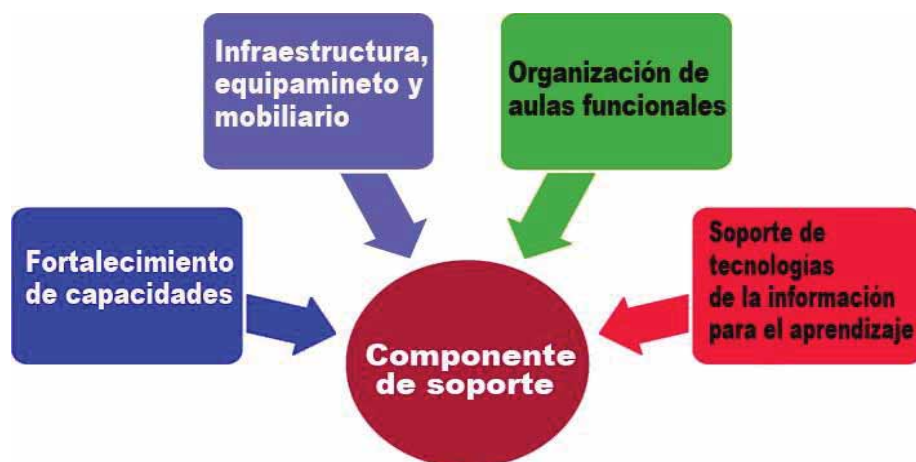 Infraestructura,
equipamineto y
mobiliario
Organización de
aulas funcionales
Fortalecimiento
de capacidades
Soporte de
tecnologías
de la información
para el aprendizaje
Componente
de soporte